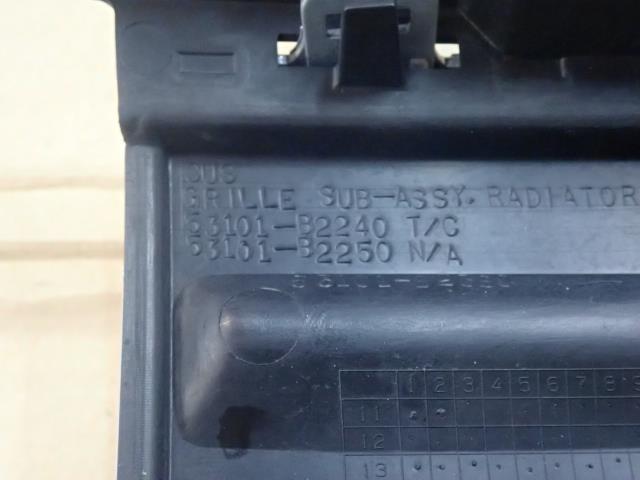 GRILLE SUB-ASSY, RADIATOR
53101-B2240 T/C
53101-B2250 N/A
1 2 3 4 5 6 7 8
11
12
13